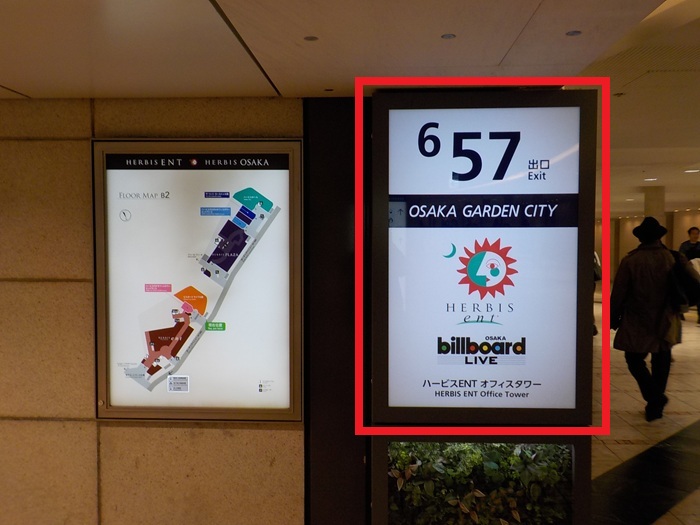 HERBIS ENT HERBIS OSAKA
FLOOR MAP B2
6 57 出口
Exit
OSAKA GARDEN CITY
HERBIS
ent
OSAKA
billboard
LIVE
ハービスENT オフィスタワー
HERBIS ENT Office Tower